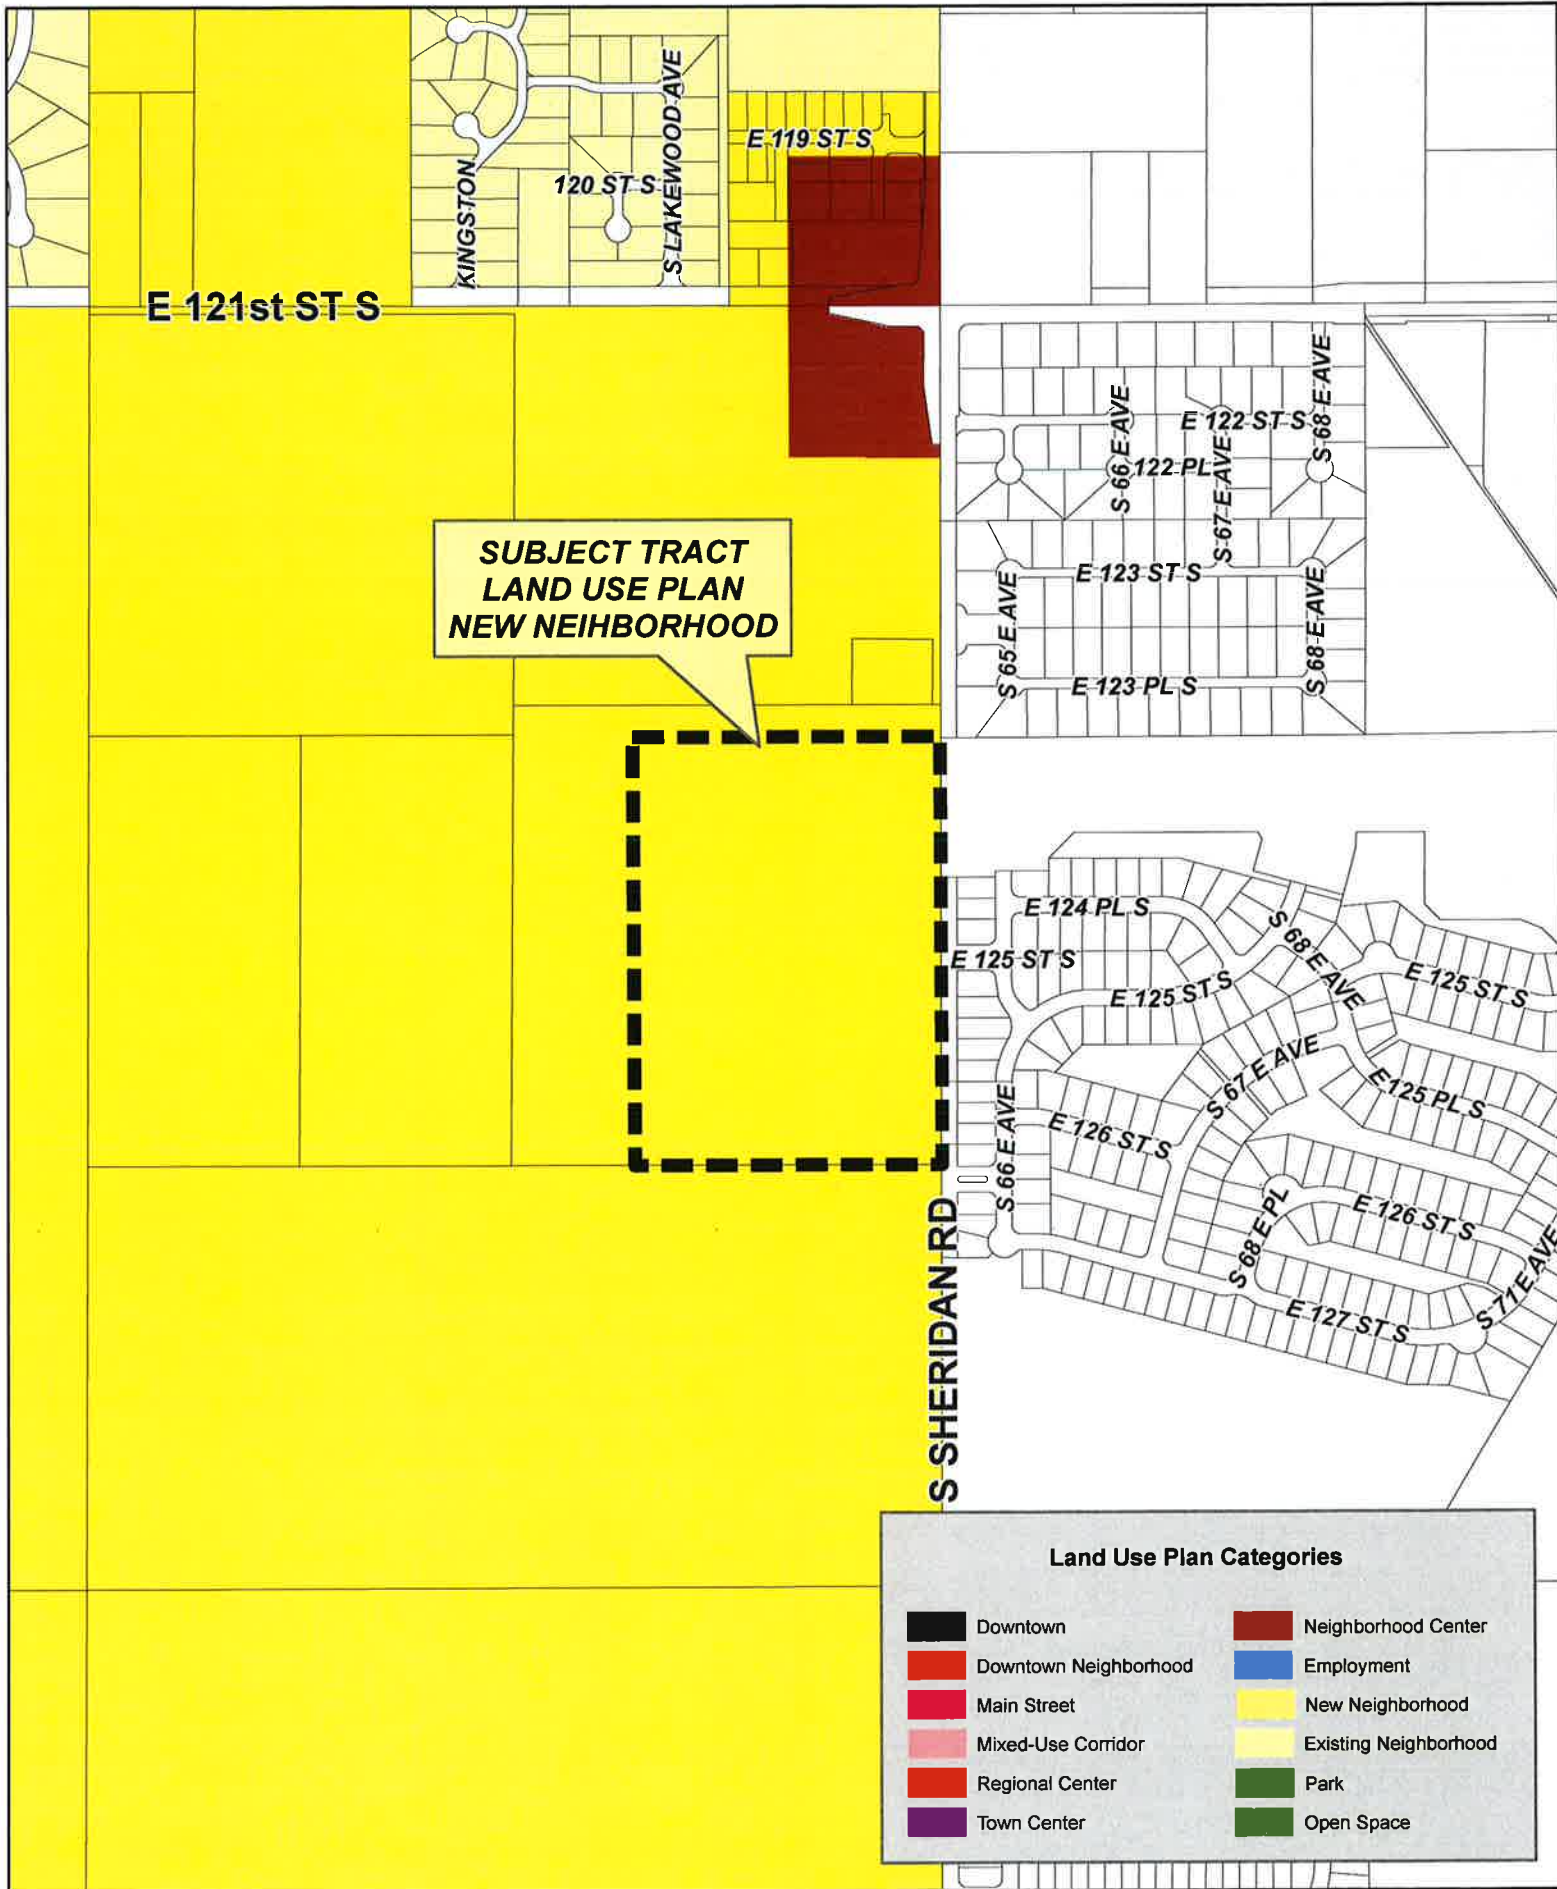 E 119 ST S
120 ST S
KINGSTON
S LAKEWOOD AVE
E 121st ST S
S 68 E AVE
S 66 E AVE
E 122 ST S
122 PL
S 67 E AVE
SUBJECT TRACT
LAND USE PLAN
NEW NEIHBORHOOD
E 123 ST S
S 65 E AVE
S 68 E AVE
E 123 PL S
E 124 PL S
S 68 E AVE
E 125 ST S
E 125 ST S
E 125 ST S
S 67 E AVE
E 125 PL S
S 66 E AVE
E 126 ST S
E 126 ST S
S 68 E PL
S 71 E AVE
E 127 ST S
S SHERIDAN RD
Land Use Plan Categories
Downtown
Downtown Neighborhood
Main Street
Mixed-Use Corridor
Regional Center
Town Center
Neighborhood Center
Employment
New Neighborhood
Existing Neighborhood
Park
Open Space